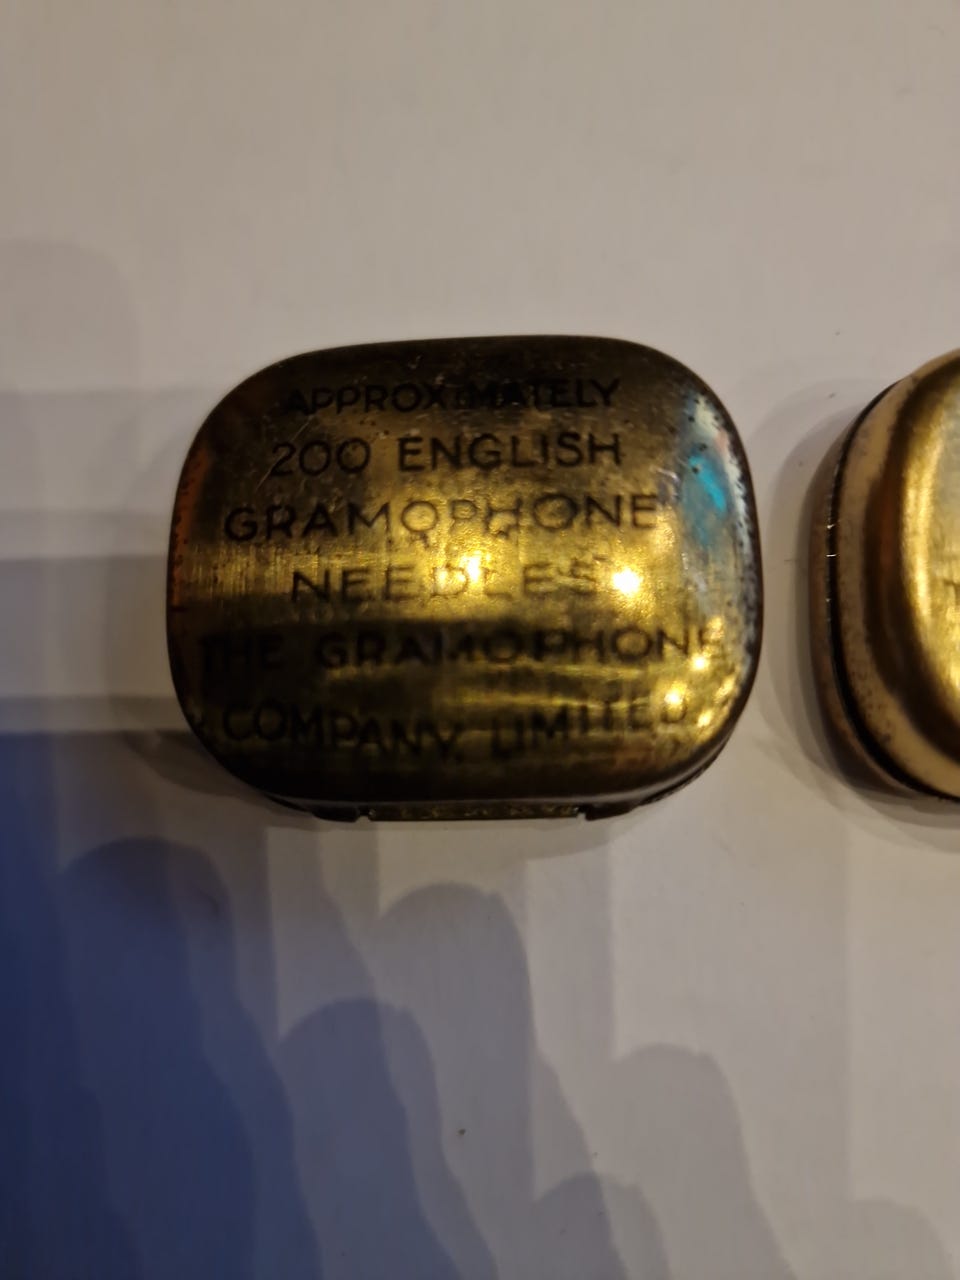 APPROXIMATELY
200 ENGLISH
GRAMOPHONE
NEEDLES
THE GRAMOPHONE
COMPANY, LIMITED.